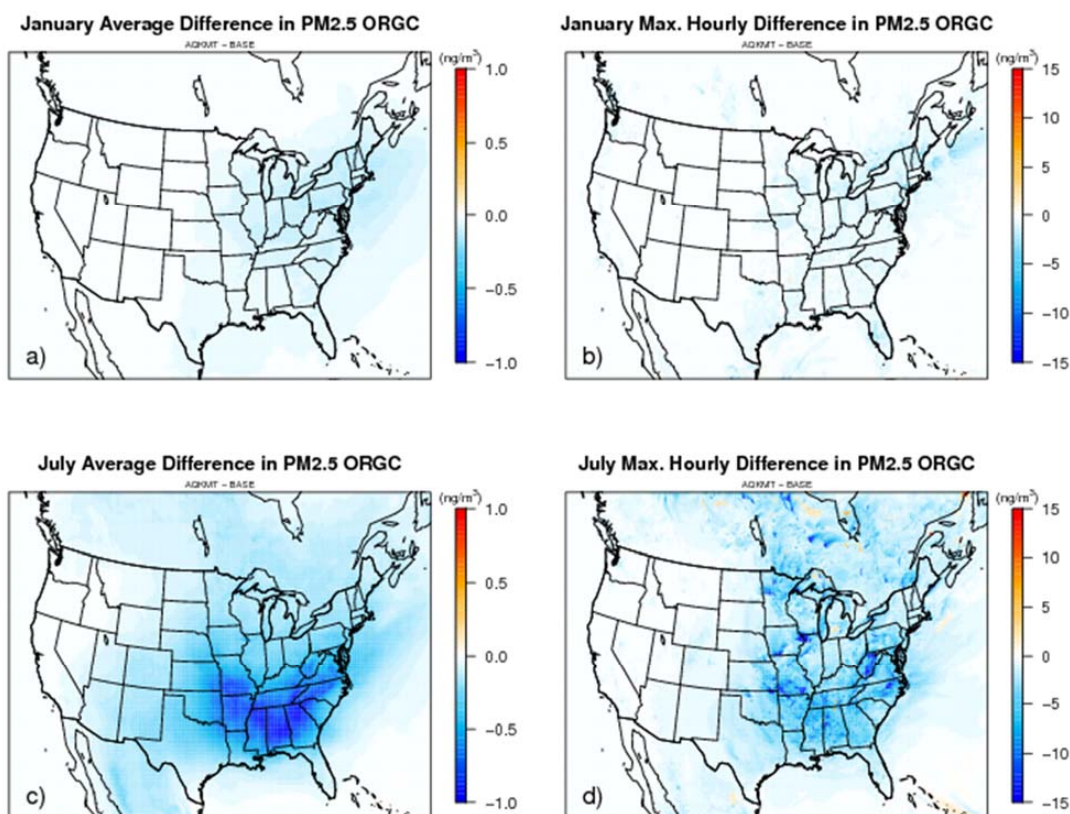 January Average Difference in PM2.5 ORGC
AQKMT – BASE
(ng/m³)
1.0
0.5
0.0
−0.5
−1.0
a)
January Max. Hourly Difference in PM2.5 ORGC
AQKMT – BASE
(ng/m³)
15
10
5
0
−5
−10
−15
b)
July Average Difference in PM2.5 ORGC
AQKMT – BASE
(ng/m³)
1.0
0.5
0.0
−0.5
−1.0
c)
July Max. Hourly Difference in PM2.5 ORGC
AQKMT – BASE
(ng/m³)
15
10
5
0
−5
−10
−15
d)